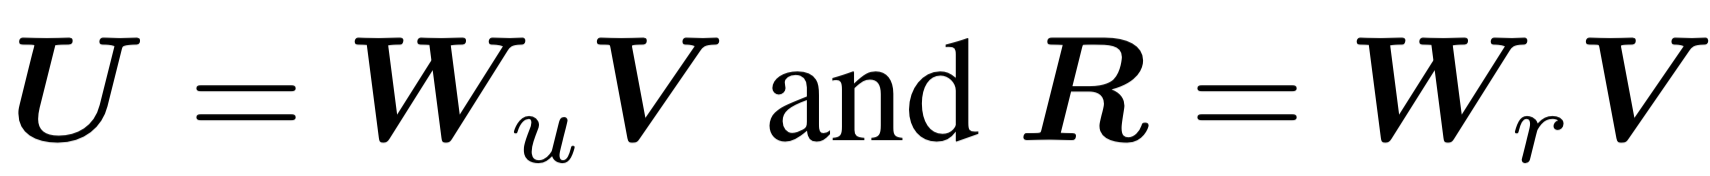 U = W_u V and R = W_r V